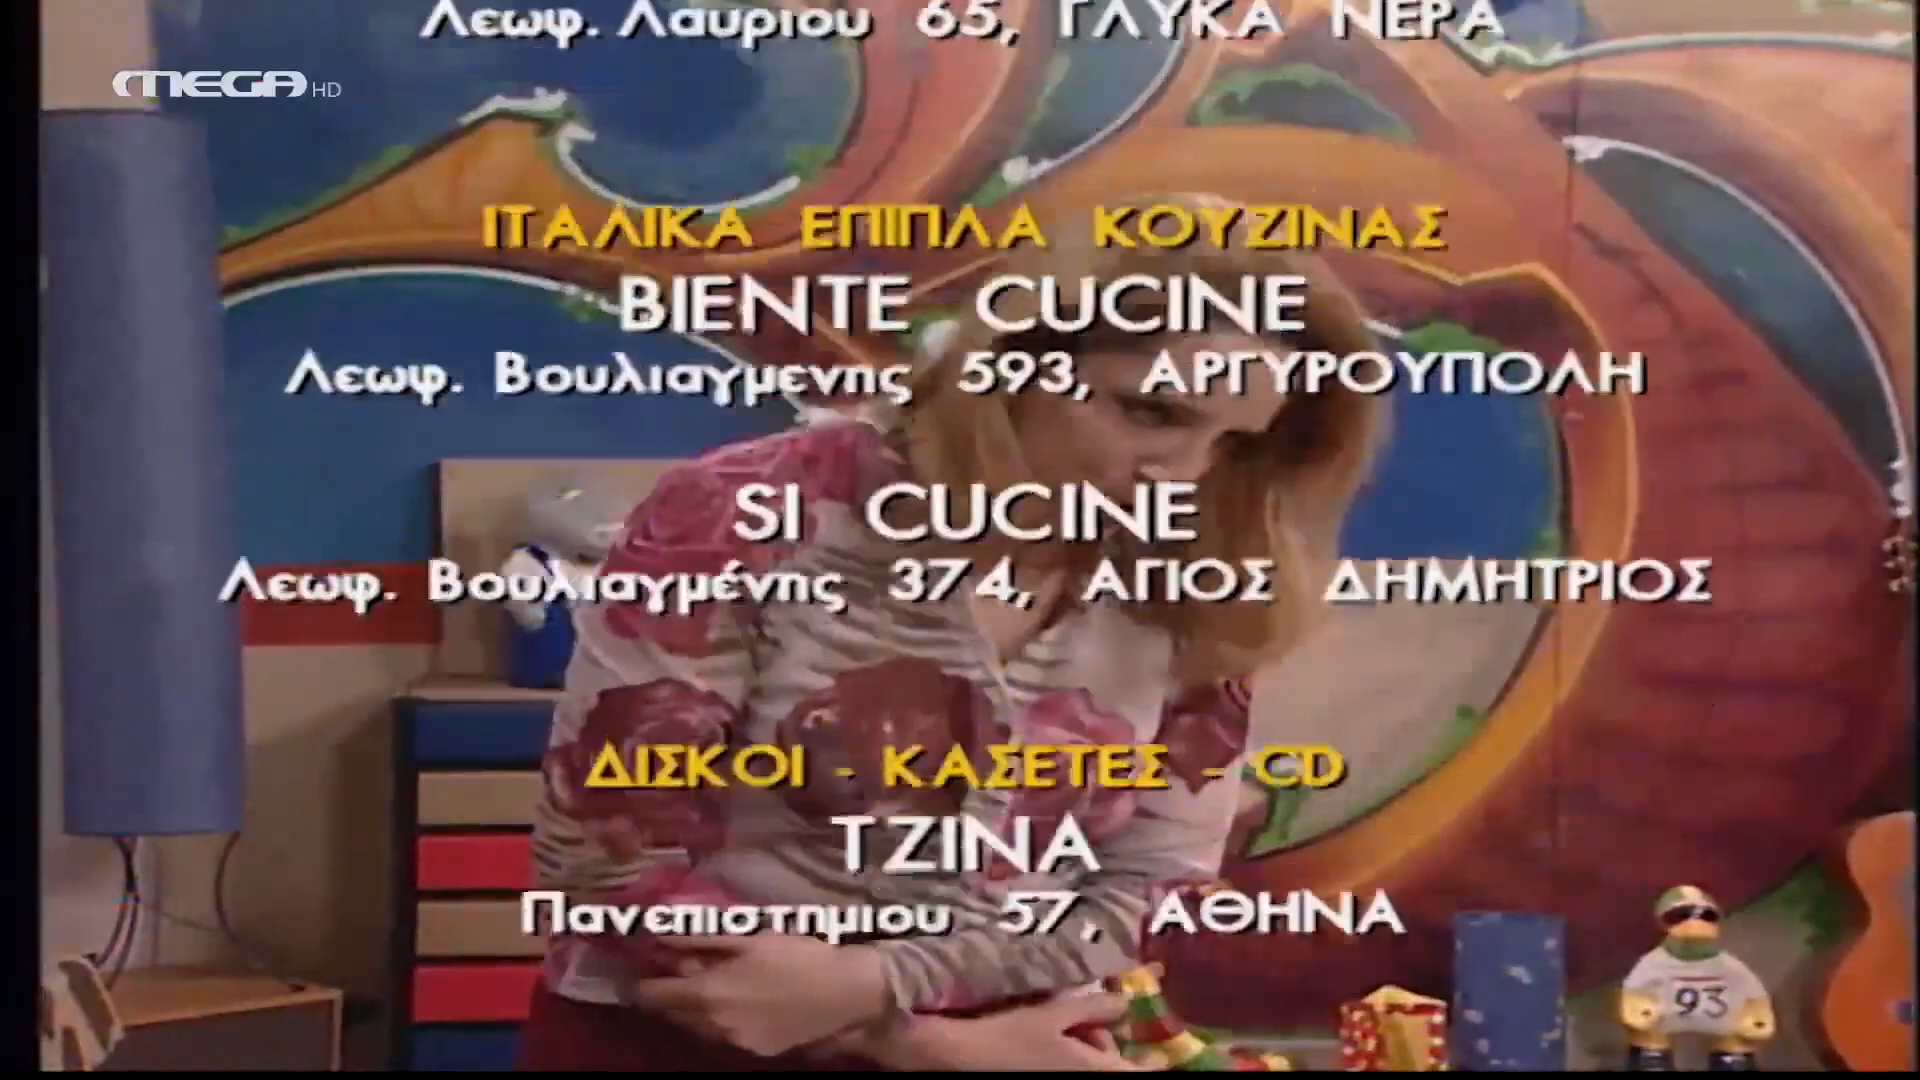 Λεωφ. Λαυριου 65, ΓΛΥΚΑ ΝΕΡΑ
MEGA HD
ΙΤΑΛΙΚΑ ΕΠΙΠΛΑ ΚΟΥΖΙΝΑΣ
BIENTE CUCINE
Λεωφ. Βουλιαγμενης 593, ΑΡΓΥΡΟΥΠΟΛΗ
SI CUCINE
Λεωφ. Βουλιαγμένης 374, ΑΓΙΟΣ ΔΗΜΗΤΡΙΟΣ
ΔΙΣΚΟΙ - ΚΑΣΕΤΕΣ - CD
ΤΖΙΝΑ
Πανεπιστημιου 57, ΑΘΗΝΑ
93